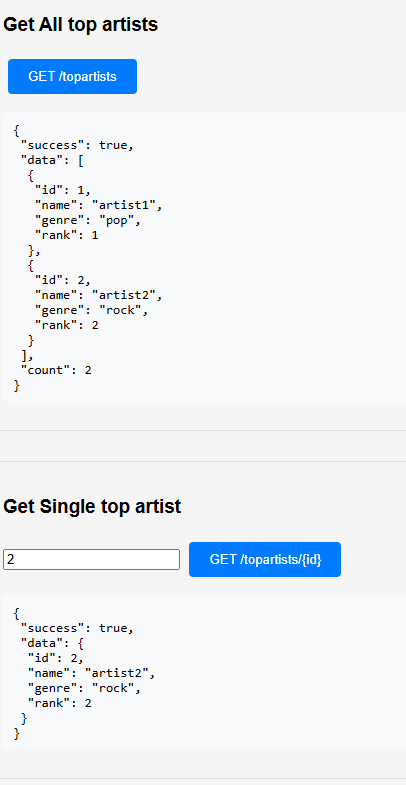 Get All top artists
GET /topartists
{
 "success": true,
 "data": [
  {
   "id": 1,
   "name": "artist1",
   "genre": "pop",
   "rank": 1
  },
  {
   "id": 2,
   "name": "artist2",
   "genre": "rock",
   "rank": 2
  }
 ],
 "count": 2
}
Get Single top artist
2 GET /topartists/{id}
{
 "success": true,
 "data": {
  "id": 2,
  "name": "artist2",
  "genre": "rock",
  "rank": 2
 }
}